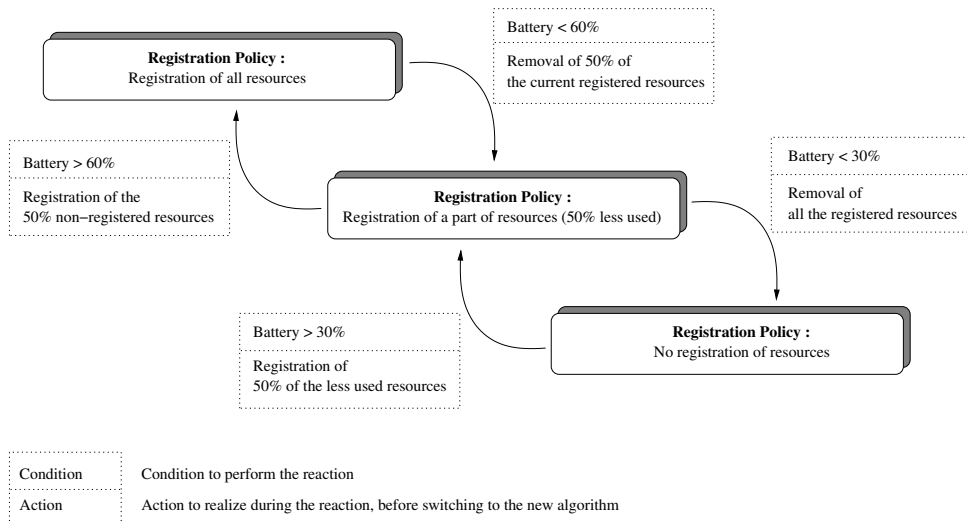 Registration Policy :
Registration of all resources
Battery < 60%
Removal of 50% of
the current registered resources
Battery > 60%
Registration of the
50% non−registered resources
Registration Policy :
Registration of a part of resources (50% less used)
Battery < 30%
Removal of
all the registered resources
Battery > 30%
Registration of
50% of the less used resources
Registration Policy :
No registration of resources
Condition
Condition to perform the reaction
Action
Action to realize during the reaction, before switching to the new algorithm